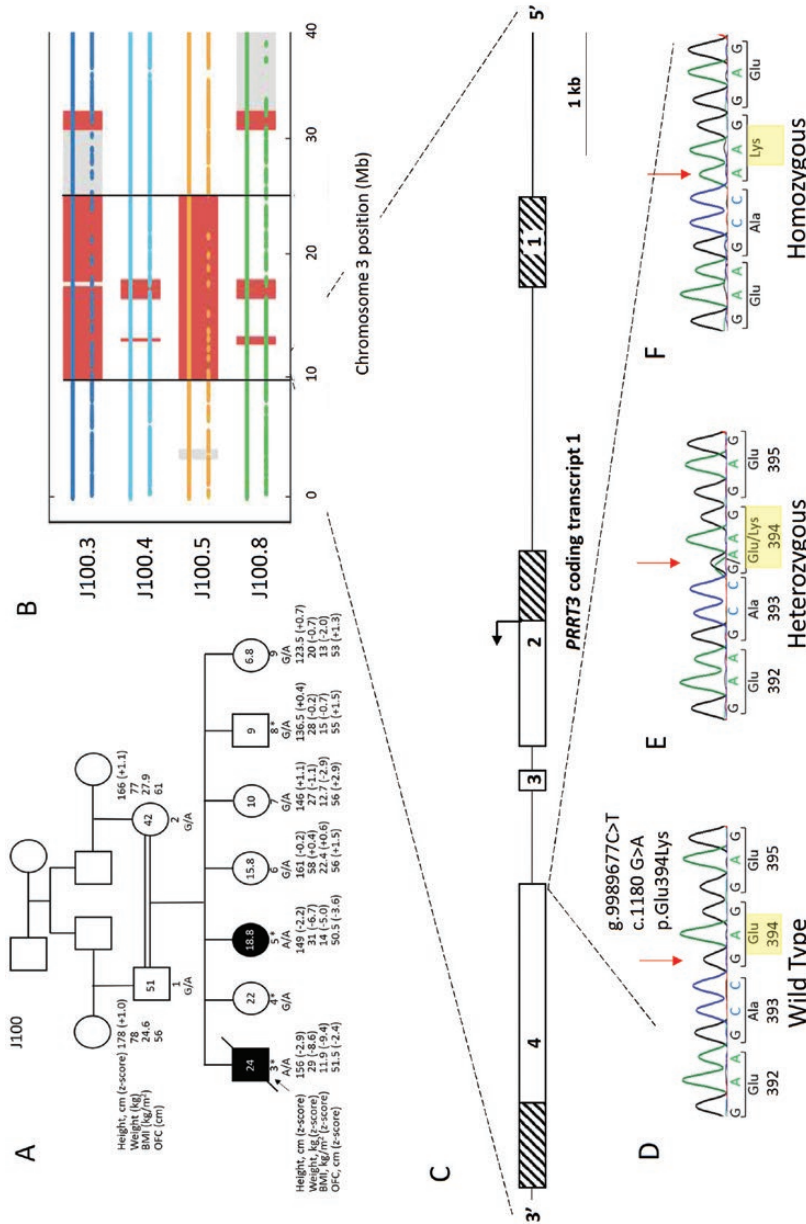 A
J100
Height, cm (z-score) 178 (+1.0)
Weight (kg) 78
BMI (kg/m²) 24.6
OFC (cm) 56
51
1
G/A
42
2
G/A
166 (+1.1)
77
27.9
61
24
3*
A/A
22
4*
G/A
18.8
5*
A/A
15.8
6
G/A
10
7
G/A
9
8*
G/A
6.8
9
G/A
Height, cm (z-score) 156 (-2.9) 149 (-2.2) 161 (-0.2) 146 (+1.1) 136.5 (+0.4) 123.5 (+0.7)
Weight, kg (z-score) 29 (-8.6) 31 (-6.7) 58 (+0.4) 27 (-1.1) 28 (-0.2) 20 (-0.7)
BMI, kg/m² (z-score) 11.9 (-9.4) 14 (-5.0) 22.4 (+0.6) 12.7 (-2.9) 15 (-0.7) 13 (-2.0)
OFC, cm (z-score) 51.5 (-2.4) 50.5 (-3.6) 56 (+1.5) 56 (+2.9) 55 (+1.5) 53 (+1.3)
B
J100.3
J100.4
J100.5
J100.8
0 10 20 30 40
Chromosome 3 position (Mb)
C
3'
4
3
2
1
5'
PRRT3 coding transcript 1
1 kb
D
g.9989677C>T
c.1180 G>A
p.Glu394Lys
G A A G C C G A G G A G
Glu Ala Glu Glu
392 393 394 395
Wild Type
E
G A A G C C G/A A G G A G
Glu Ala Glu/Lys Glu
392 393 394 395
Heterozygous
F
G A A G C C A A G G A G
Glu Ala Lys Glu
Homozygous